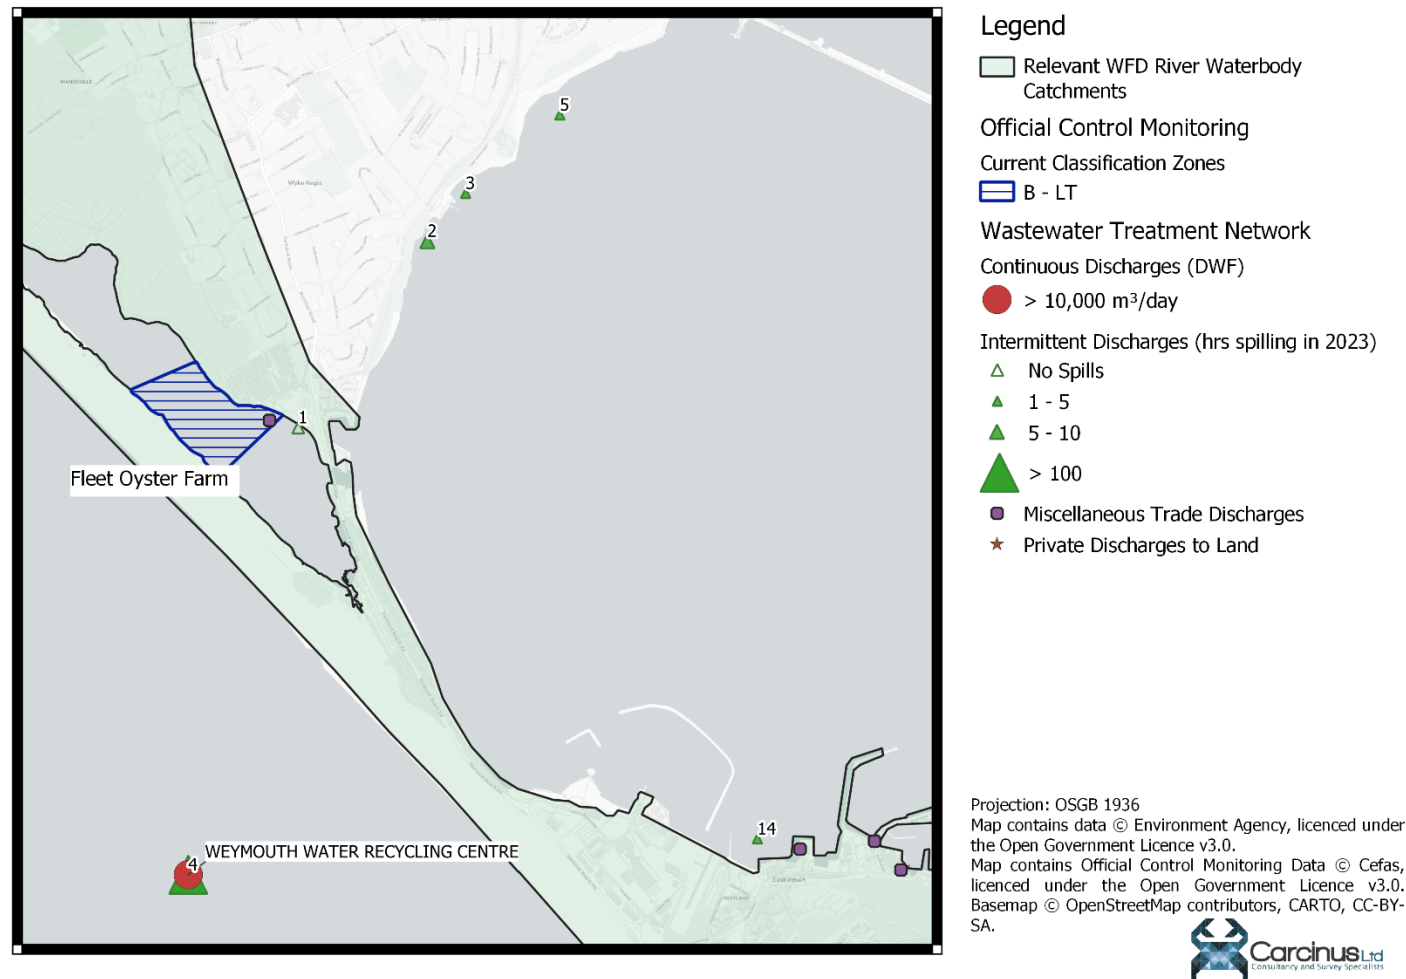 Legend
Relevant WFD River Waterbody
Catchments
Official Control Monitoring
Current Classification Zones
B - LT
Wastewater Treatment Network
Continuous Discharges (DWF)
> 10,000 m³/day
Intermittent Discharges (hrs spilling in 2023)
No Spills
1 - 5
5 - 10
> 100
Miscellaneous Trade Discharges
Private Discharges to Land
5
3
2
Wyke Regis
1
Fleet Oyster Farm
14
WEYMOUTH WATER RECYCLING CENTRE
4
Projection: OSGB 1936
Map contains data © Environment Agency, licenced under
the Open Government Licence v3.0.
Map contains Official Control Monitoring Data © Cefas,
licenced under the Open Government Licence v3.0.
Basemap © OpenStreetMap contributors, CARTO, CC-BY-
SA.
Carcinus Ltd
Consultancy and Survey Specialists